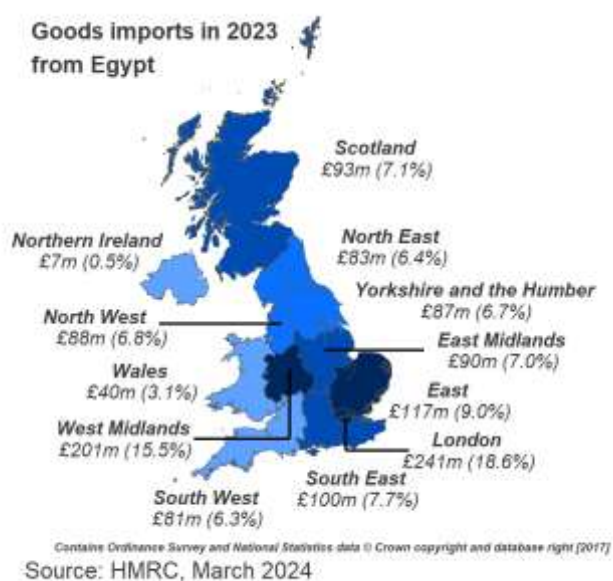 Goods imports in 2023
from Egypt
Scotland
£93m (7.1%)
Northern Ireland
£7m (0.5%)
North East
£83m (6.4%)
Yorkshire and the Humber
£87m (6.7%)
North West
£88m (6.8%)
East Midlands
£90m (7.0%)
Wales
£40m (3.1%)
East
£117m (9.0%)
West Midlands
£201m (15.5%)
London
£241m (18.6%)
South East
£100m (7.7%)
South West
£81m (6.3%)
Contains Ordinance Survey and National Statistics data © Crown copyright and database right [2017]
Source: HMRC, March 2024